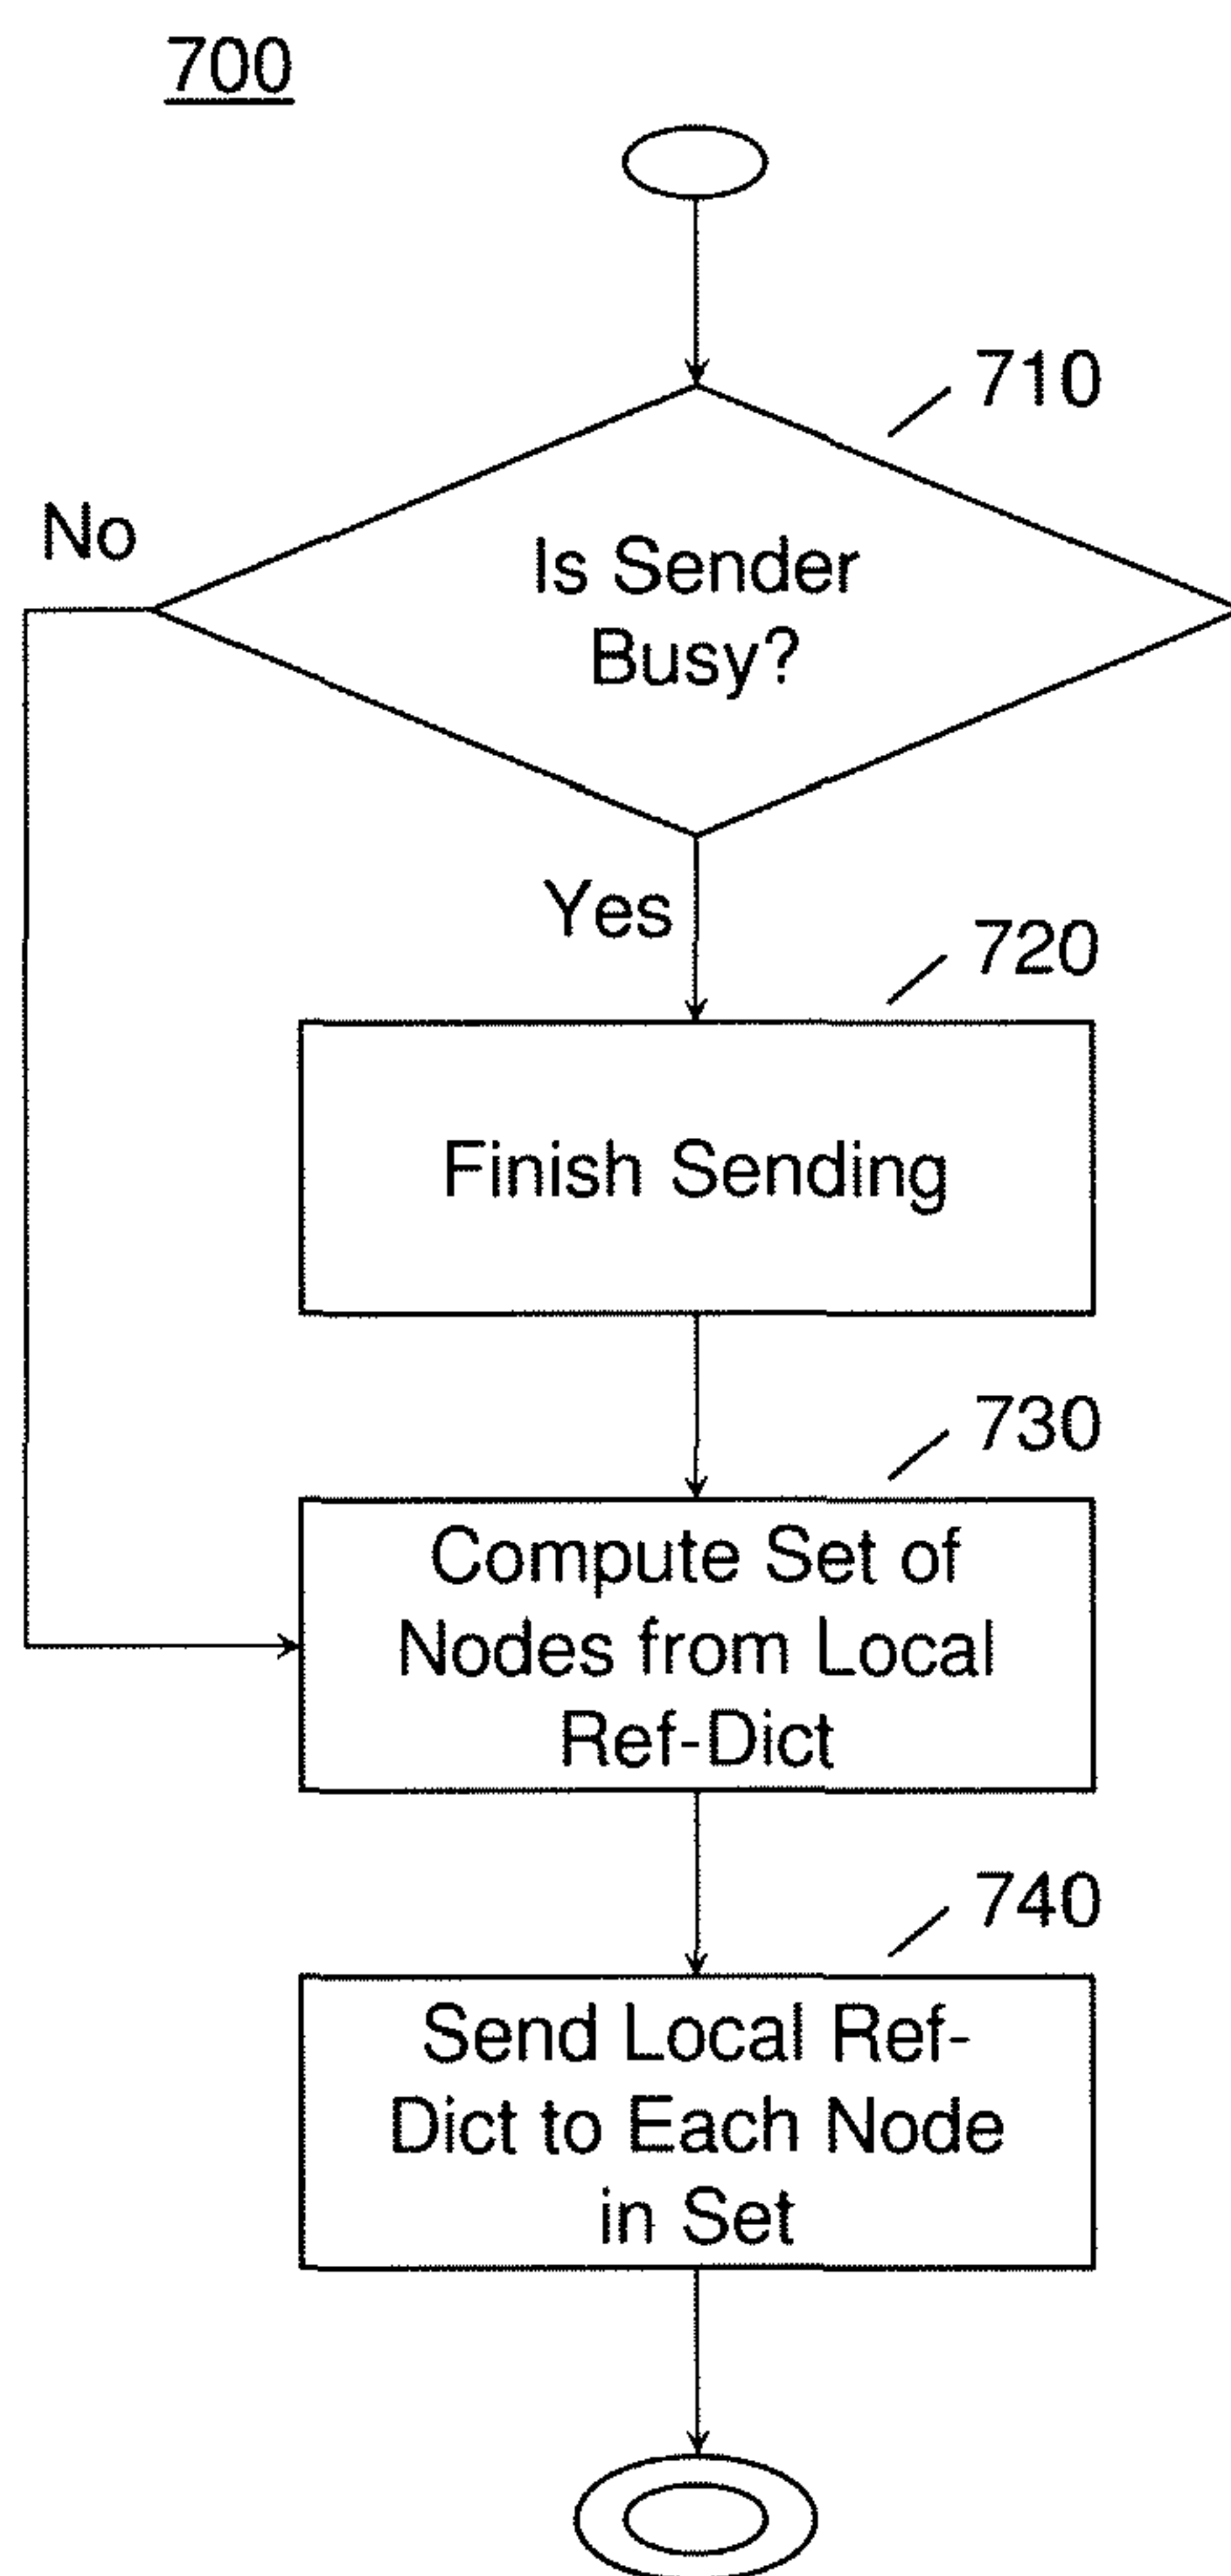 700
710
No
Is Sender
Busy?
Yes
720
Finish Sending
730
Compute Set of
Nodes from Local
Ref-Dict
740
Send Local Ref-
Dict to Each Node
in Set